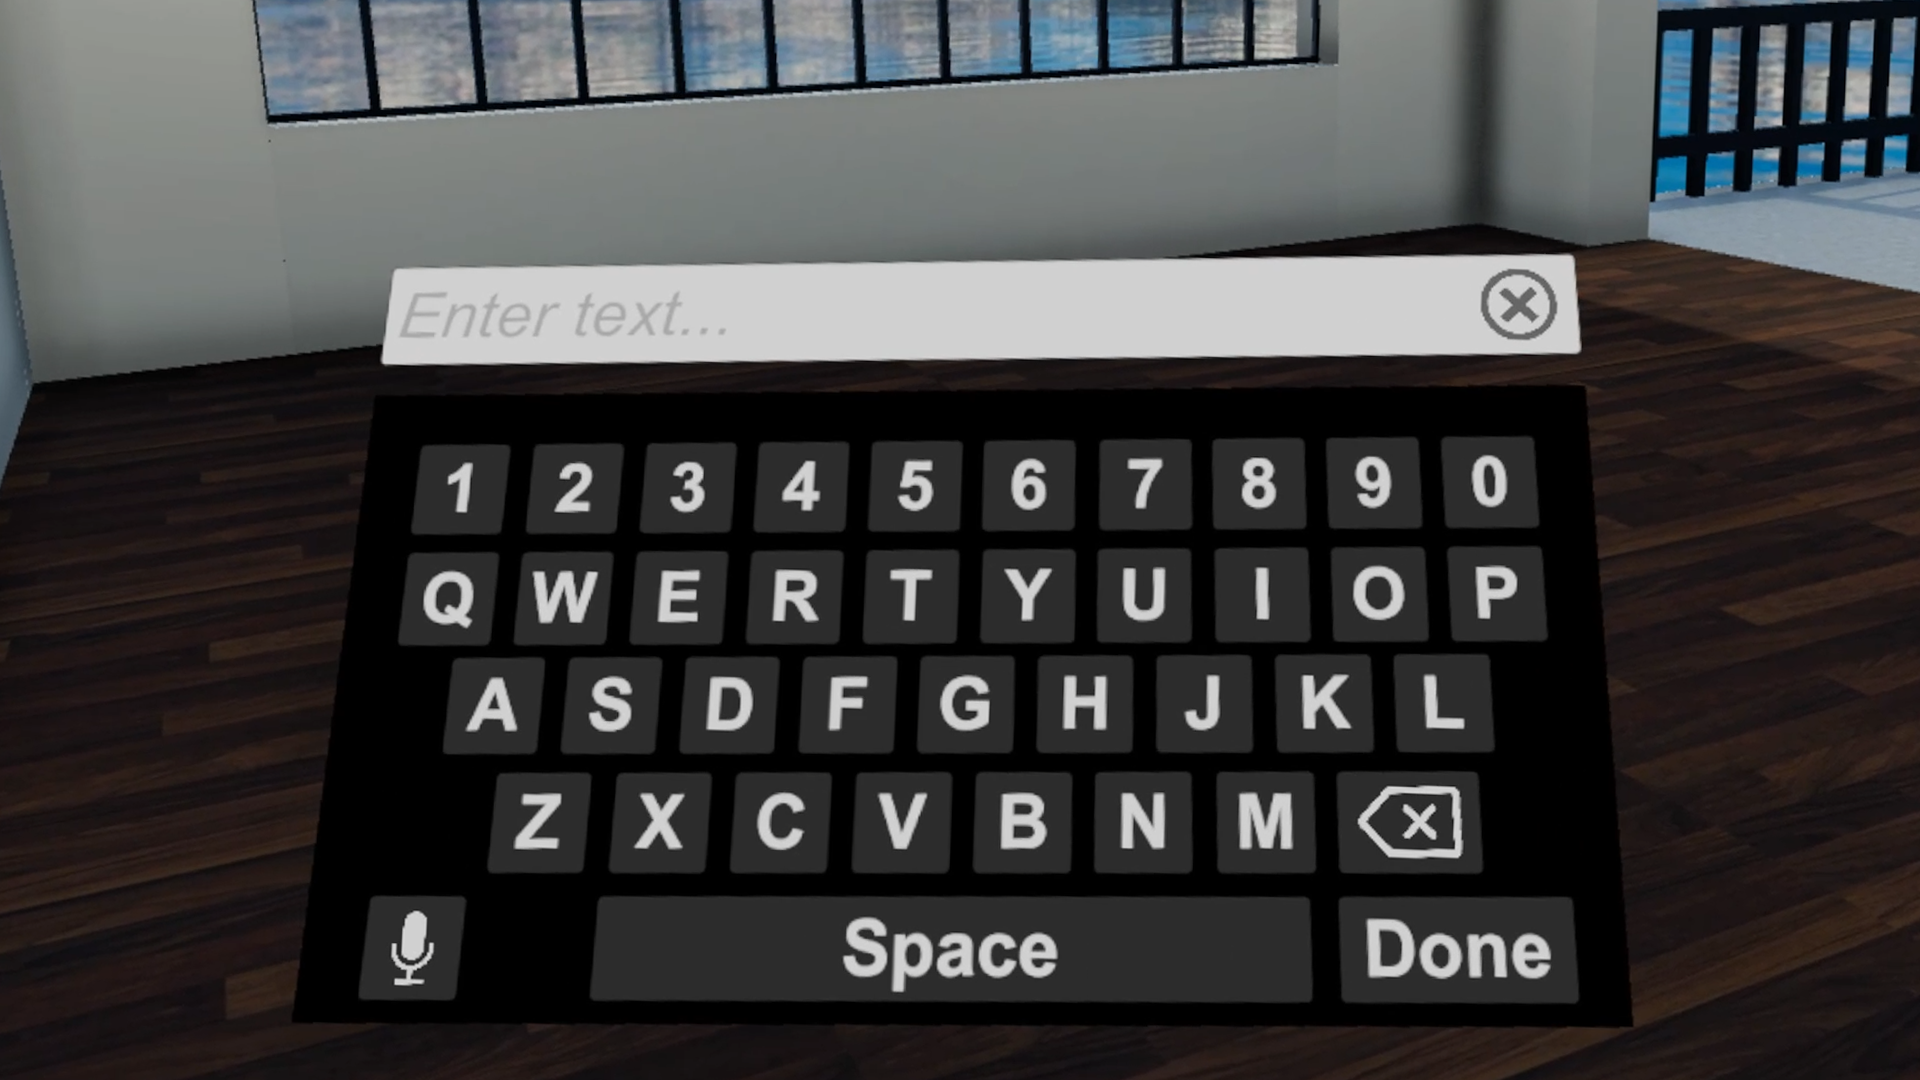 Enter text...
1 2 3 4 5 6 7 8 9 0
Q W E R T Y U I O P
A S D F G H J K L
Z X C V B N M
Space Done